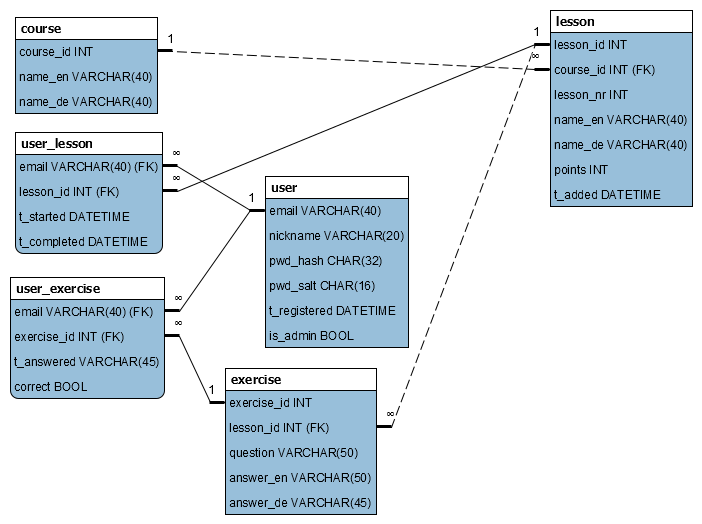 course
course_id INT
name_en VARCHAR(40)
name_de VARCHAR(40)
1
lesson
lesson_id INT
course_id INT (FK)
lesson_nr INT
name_en VARCHAR(40)
name_de VARCHAR(40)
points INT
t_added DATETIME
1
∞
user_lesson
email VARCHAR(40) (FK)
lesson_id INT (FK)
t_started DATETIME
t_completed DATETIME
∞
∞
user
email VARCHAR(40)
nickname VARCHAR(20)
pwd_hash CHAR(32)
pwd_salt CHAR(16)
t_registered DATETIME
is_admin BOOL
1
user_exercise
email VARCHAR(40) (FK)
exercise_id INT (FK)
t_answered VARCHAR(45)
correct BOOL
∞
∞
exercise
exercise_id INT
lesson_id INT (FK)
question VARCHAR(50)
answer_en VARCHAR(50)
answer_de VARCHAR(45)
1
∞